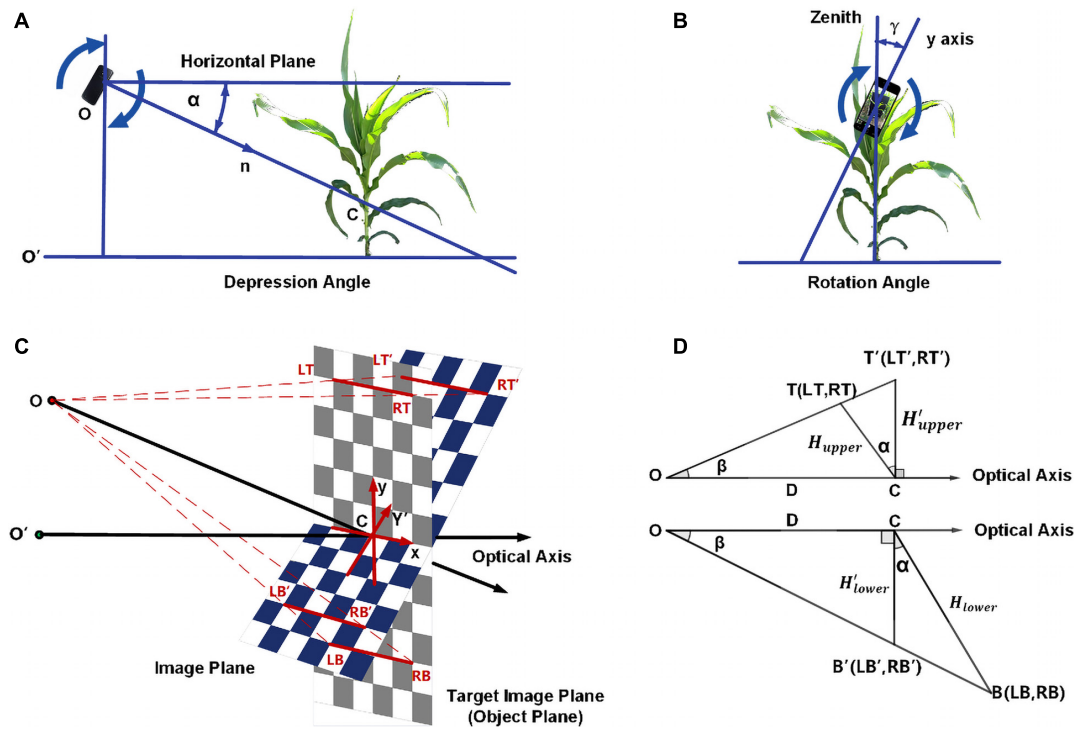 A
Horizontal Plane
α
O
n
C
O′
Depression Angle
B
Zenith
γ
y axis
Rotation Angle
C
LT
LT′
RT′
RT
O
y
Y′
C
x
O′
Optical Axis
LB′
RB′
LB
RB
Image Plane
Target Image Plane
(Object Plane)
D
T′(LT′,RT′)
T(LT,RT)
H′upper
Hupper
α
β
O
D
C
Optical Axis
O
D
C
Optical Axis
β
α
H′lower
Hlower
B′(LB′,RB′)
B(LB,RB)